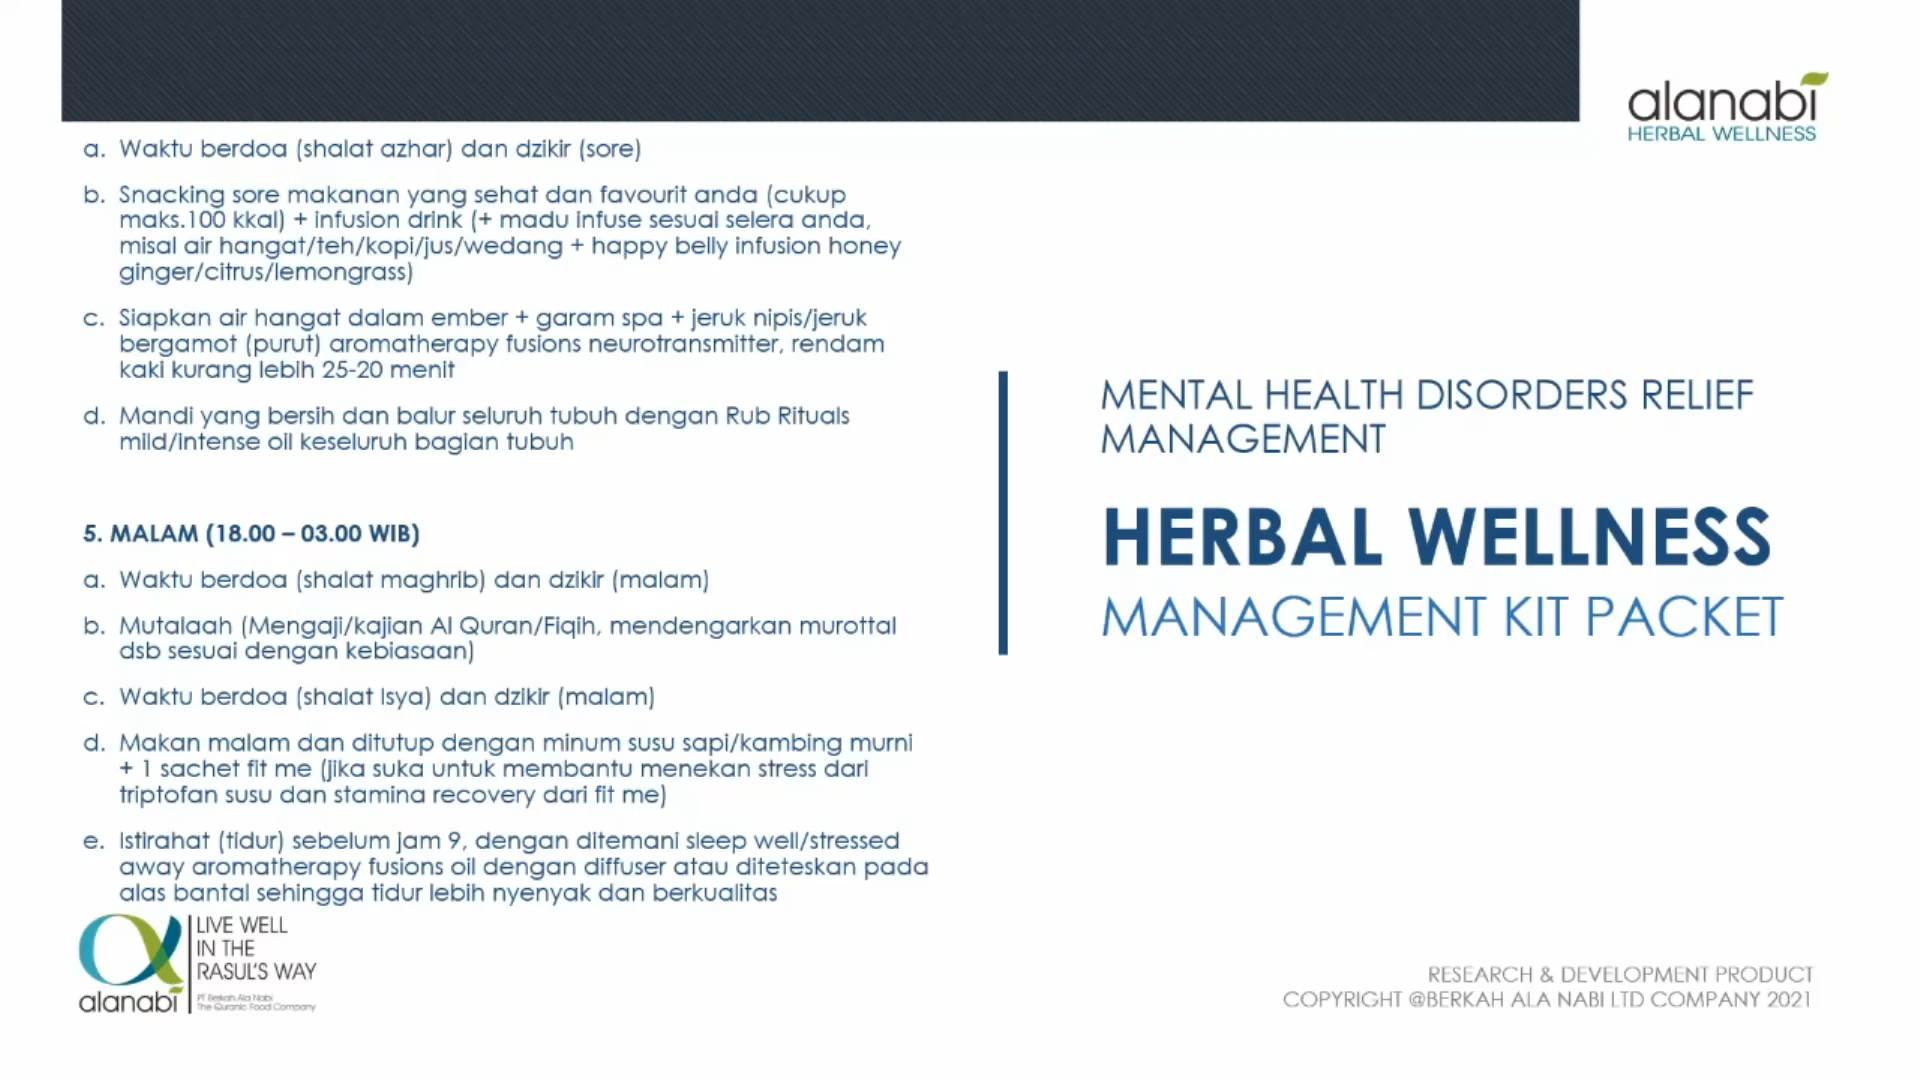 alanabi
HERBAL WELLNESS
a. Waktu berdoa (shalat azhar) dan dzikir (sore)
b. Snacking sore makanan yang sehat dan favourit anda (cukup
maks.100 kkal) + infusion drink (+ madu infuse sesuai selera anda,
misal air hangat/teh/kopi/jus/wedang + happy belly infusion honey
ginger/citrus/lemongrass)
c. Siapkan air hangat dalam ember + garam spa + jeruk nipis/jeruk
bergamot (purut) aromatherapy fusions neurotransmitter, rendam
kaki kurang lebih 25-20 menit
d. Mandi yang bersih dan balur seluruh tubuh dengan Rub Rituals
mild/intense oil keseluruh bagian tubuh
5. MALAM (18.00 – 03.00 WIB)
a. Waktu berdoa (shalat maghrib) dan dzikir (malam)
b. Mutalaah (Mengaji/kajian Al Quran/Fiqih, mendengarkan murottal
dsb sesuai dengan kebiasaan)
c. Waktu berdoa (shalat Isya) dan dzikir (malam)
d. Makan malam dan ditutup dengan minum susu sapi/kambing murni
+ 1 sachet fit me (jika suka untuk membantu menekan stress dari
triptofan susu dan stamina recovery dari fit me)
e. Istirahat (tidur) sebelum jam 9, dengan ditemani sleep well/stressed
away aromatherapy fusions oil dengan diffuser atau diteteskan pada
alas bantal sehingga tidur lebih nyenyak dan berkualitas
MENTAL HEALTH DISORDERS RELIEF
MANAGEMENT
HERBAL WELLNESS
MANAGEMENT KIT PACKET
LIVE WELL
IN THE
RASUL'S WAY
alanabi
PT. Berkah Ala Nabi
The Quranic Food Company
RESEARCH & DEVELOPMENT PRODUCT
COPYRIGHT @BERKAH ALA NABI LTD COMPANY 2021